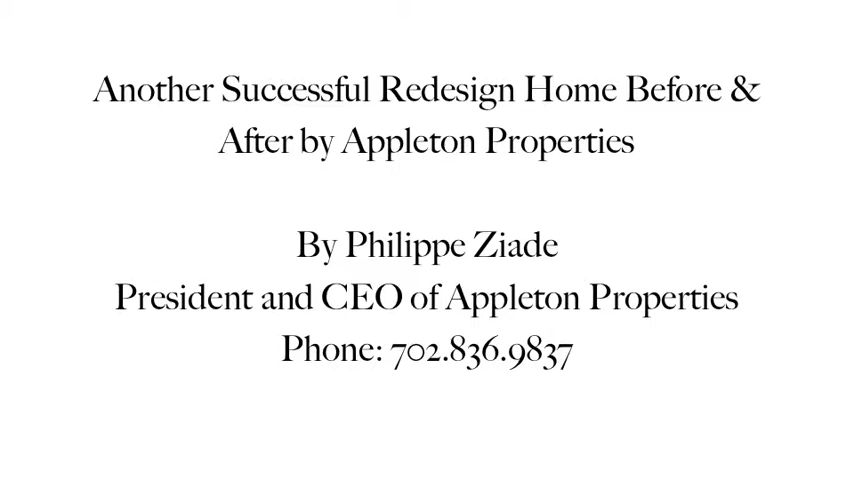 Another Successful Redesign Home Before &
After by Appleton Properties
By Philippe Ziade
President and CEO of Appleton Properties
Phone: 702.836.9837